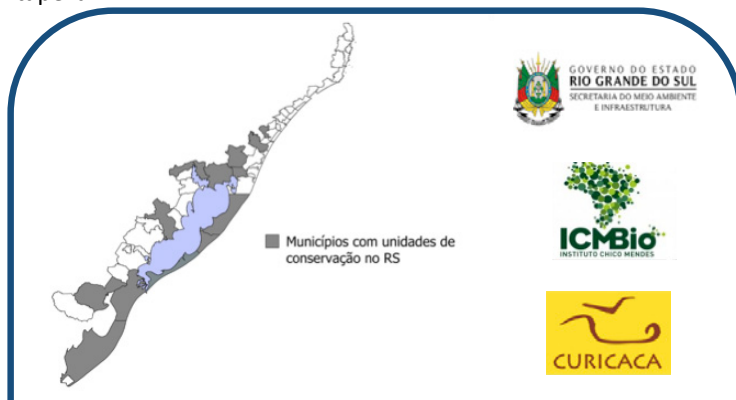 GOVERNO DO ESTADO
RIO GRANDE DO SUL
SECRETARIA DO MEIO AMBIENTE
E INFRAESTRUTURA
Municípios com unidades de
conservação no RS
ICMBio
INSTITUTO CHICO MENDES
CURICACA